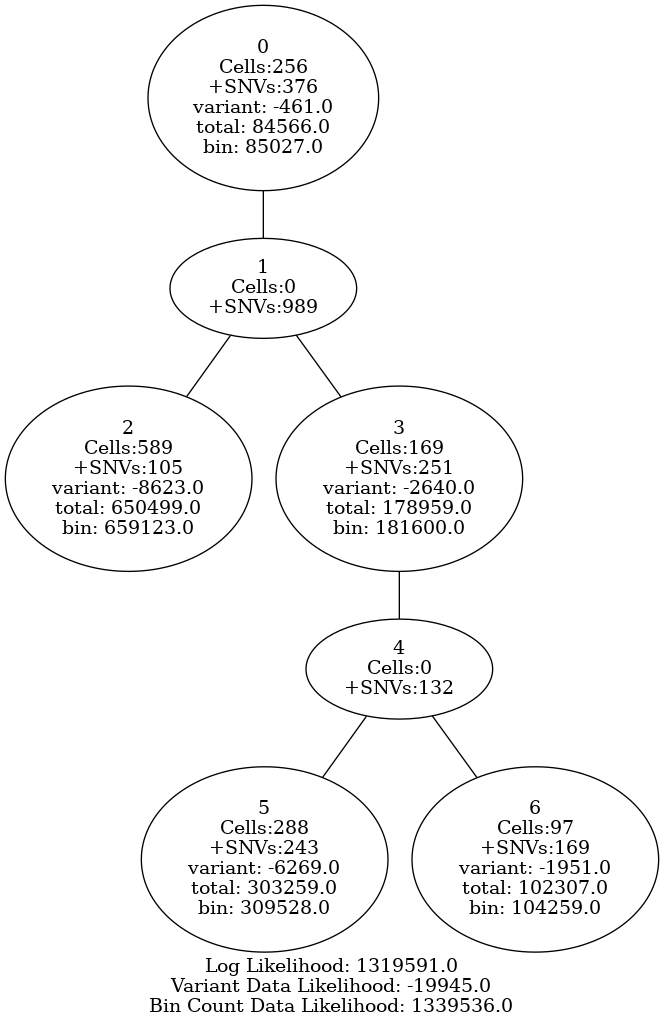 0
Cells:256
+SNVs:376
variant: -461.0
total: 84566.0
bin: 85027.0
1
Cells:0
+SNVs:989
2
Cells:589
+SNVs:105
variant: -8623.0
total: 650499.0
bin: 659123.0
3
Cells:169
+SNVs:251
variant: -2640.0
total: 178959.0
bin: 181600.0
4
Cells:0
+SNVs:132
5
Cells:288
+SNVs:243
variant: -6269.0
total: 303259.0
bin: 309528.0
6
Cells:97
+SNVs:169
variant: -1951.0
total: 102307.0
bin: 104259.0
Log Likelihood: 1319591.0
Variant Data Likelihood: -19945.0
Bin Count Data Likelihood: 1339536.0